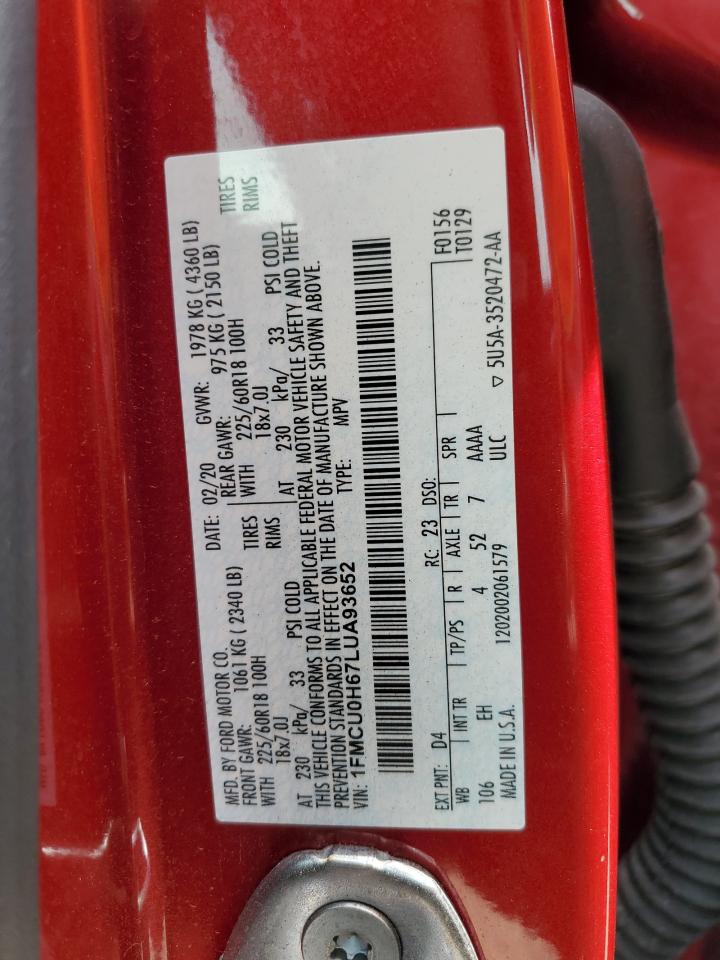 MFD. BY FORD MOTOR CO.
DATE: 02/20 GVWR: 1978 KG ( 4360 LB)
FRONT GAWR: 1061 KG ( 2340 LB) REAR GAWR: 975 KG ( 2150 LB)
WITH 225/60R18 100H TIRES WITH 225/60R18 100H TIRES
18x7.0J RIMS 18x7.0J RIMS
AT 230 kPa/ 33 PSI COLD AT 230 kPa/ 33 PSI COLD
THIS VEHICLE CONFORMS TO ALL APPLICABLE FEDERAL MOTOR VEHICLE SAFETY AND THEFT
PREVENTION STANDARDS IN EFFECT ON THE DATE OF MANUFACTURE SHOWN ABOVE.
VIN: 1FMCU0H67LUA93652 TYPE: MPV
EXT PNT: D4 RC: 23 DSO: F0156
WB INT TR TP/PS R AXLE TR SPR T0129
106 EH 4 52 7 AAAA
ULC
MADE IN U.S.A. 1202002061579 ▽ 5U5A-3520472-AA